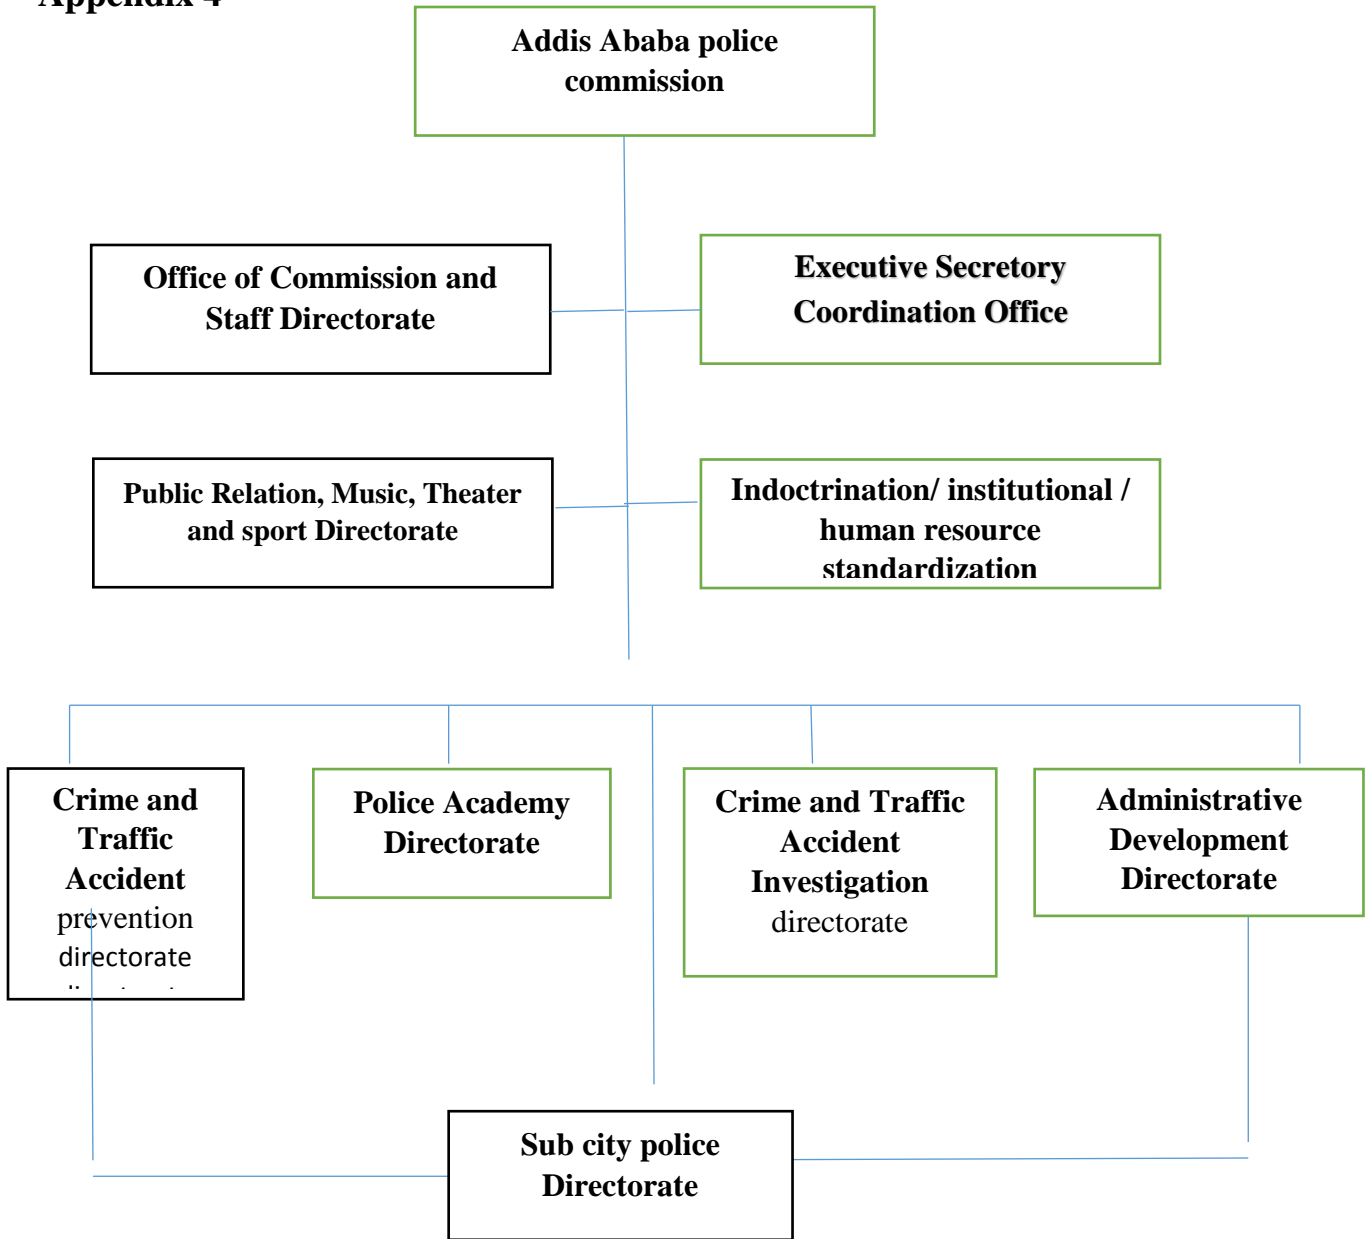 Appendix 4
Addis Ababa police
commission
Office of Commission and
Staff Directorate
Executive Secretory
Coordination Office
Public Relation, Music, Theater
and sport Directorate
Indoctrination/ institutional /
human resource
standardization
Crime and
Traffic
Accident
prevention
directorate
Police Academy
Directorate
Crime and Traffic
Accident
Investigation
directorate
Administrative
Development
Directorate
Sub city police
Directorate